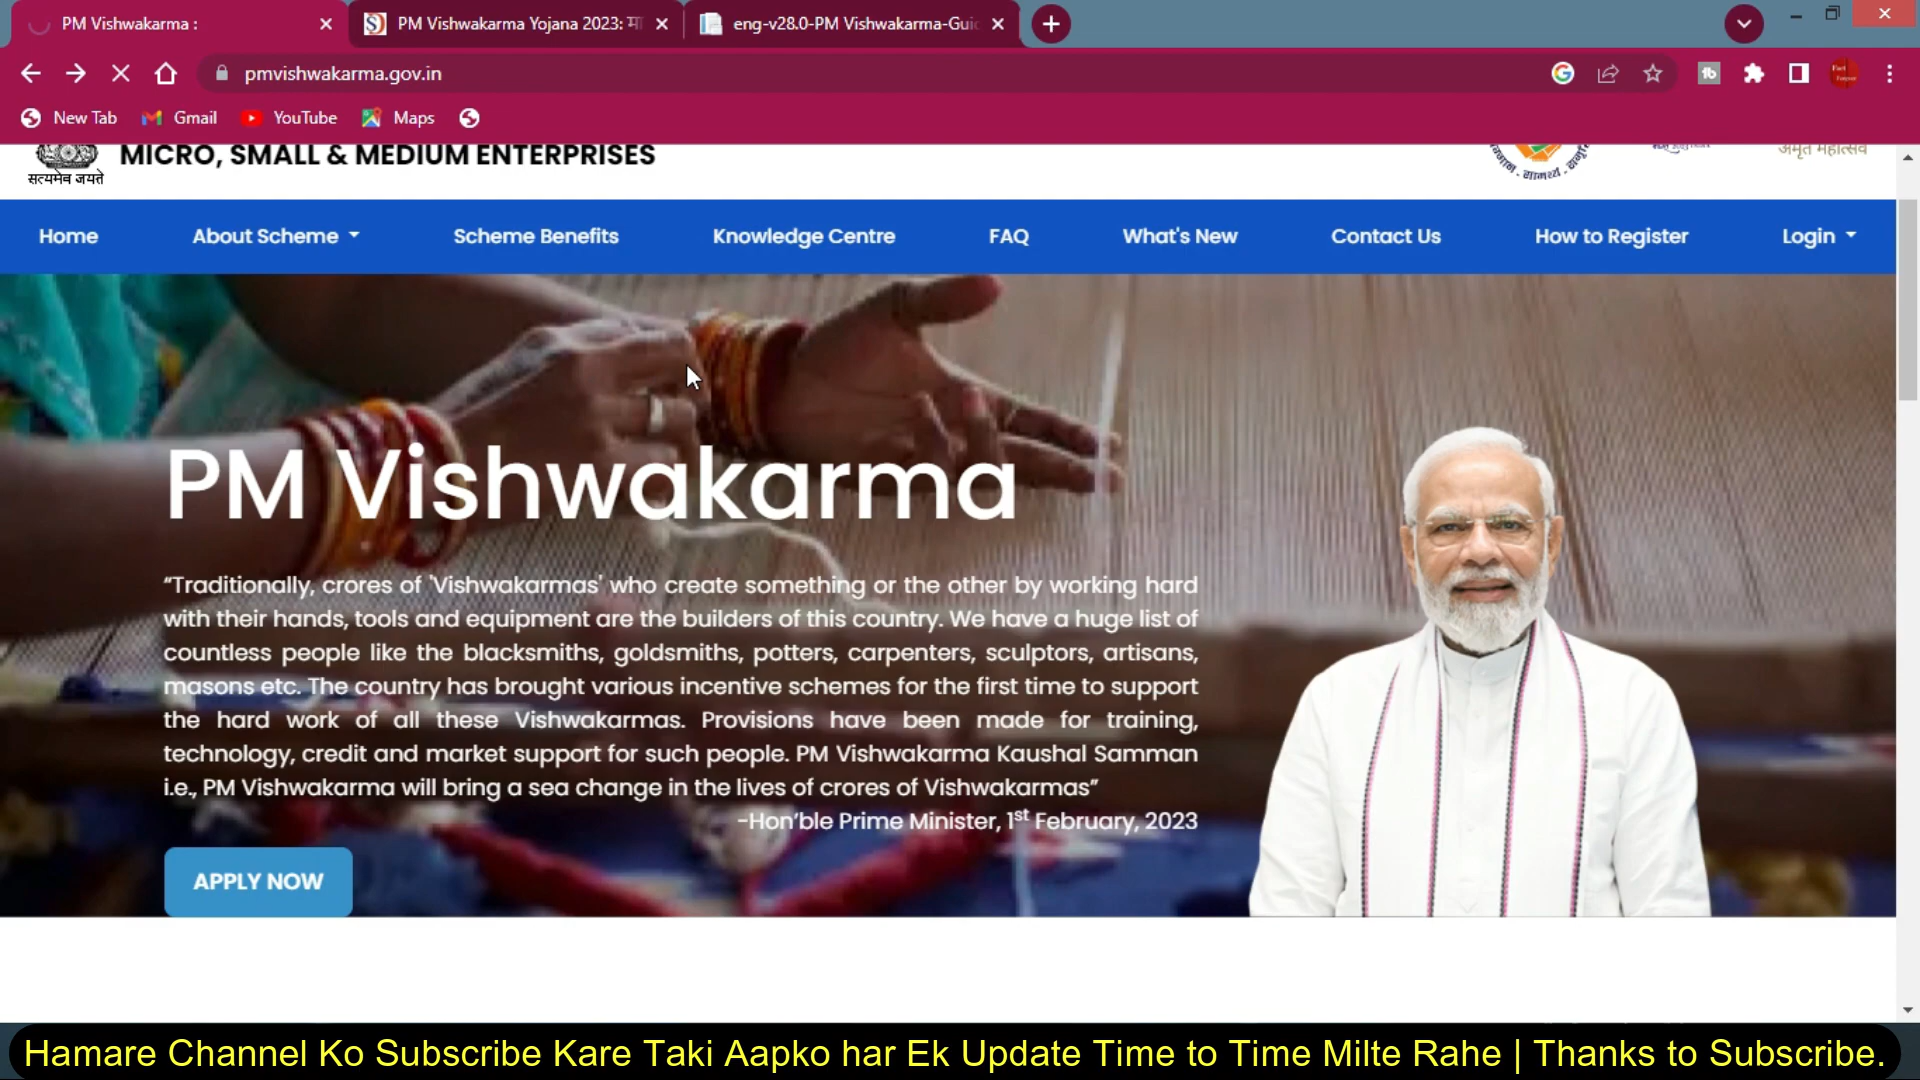 PM Vishwakarma :
PM Vishwakarma Yojana 2023:
eng-v28.0-PM Vishwakarma-Gui
pmvishwakarma.gov.in
New Tab
Gmail
YouTube
Maps
सत्यमेव जयते
MICRO, SMALL & MEDIUM ENTERPRISES
अमृत महोत्सव
Home
About Scheme
Scheme Benefits
Knowledge Centre
FAQ
What's New
Contact Us
How to Register
Login
PM Vishwakarma
“Traditionally, crores of 'Vishwakarmas' who create something or the other by working hard
with their hands, tools and equipment are the builders of this country. We have a huge list of
countless people like the blacksmiths, goldsmiths, potters, carpenters, sculptors, artisans,
masons etc. The country has brought various incentive schemes for the first time to support
the hard work of all these Vishwakarmas. Provisions have been made for training,
technology, credit and market support for such people. PM Vishwakarma Kaushal Samman
i.e., PM Vishwakarma will bring a sea change in the lives of crores of Vishwakarmas”
-Hon’ble Prime Minister, 1st February, 2023
APPLY NOW
Hamare Channel Ko Subscribe Kare Taki Aapko har Ek Update Time to Time Milte Rahe | Thanks to Subscribe.